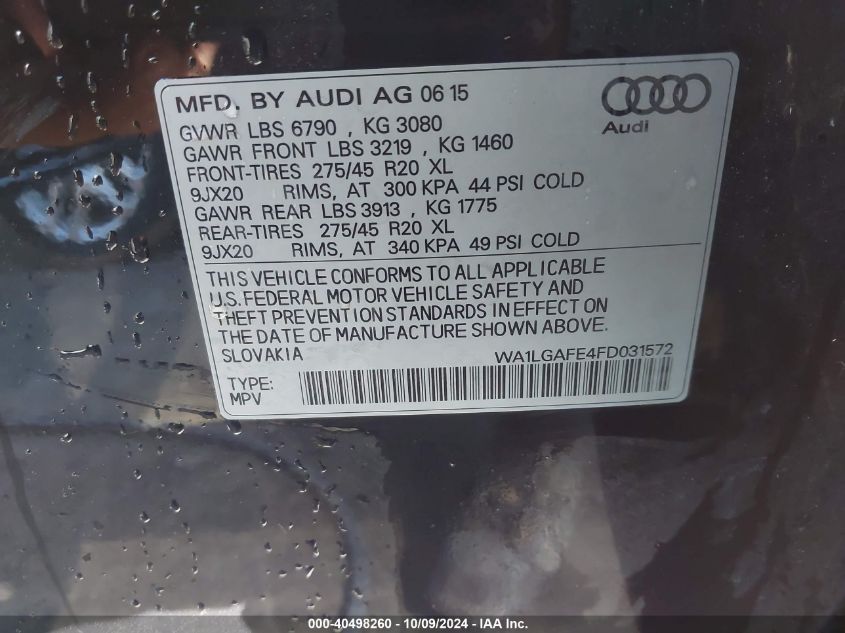 MFD. BY AUDI AG 06 15
Audi
GVWR LBS 6790 , KG 3080
GAWR FRONT LBS 3219 , KG 1460
FRONT-TIRES 275/45 R20 XL
9JX20 RIMS, AT 300 KPA 44 PSI COLD
GAWR REAR LBS 3913 , KG 1775
REAR-TIRES 275/45 R20 XL
9JX20 RIMS, AT 340 KPA 49 PSI COLD
THIS VEHICLE CONFORMS TO ALL APPLICABLE
U.S. FEDERAL MOTOR VEHICLE SAFETY AND
THEFT PREVENTION STANDARDS IN EFFECT ON
THE DATE OF MANUFACTURE SHOWN ABOVE.
SLOVAKIA WA1LGAFE4FD031572
TYPE:
MPV
000-40498260 - 10/09/2024 - IAA Holdings, Inc.